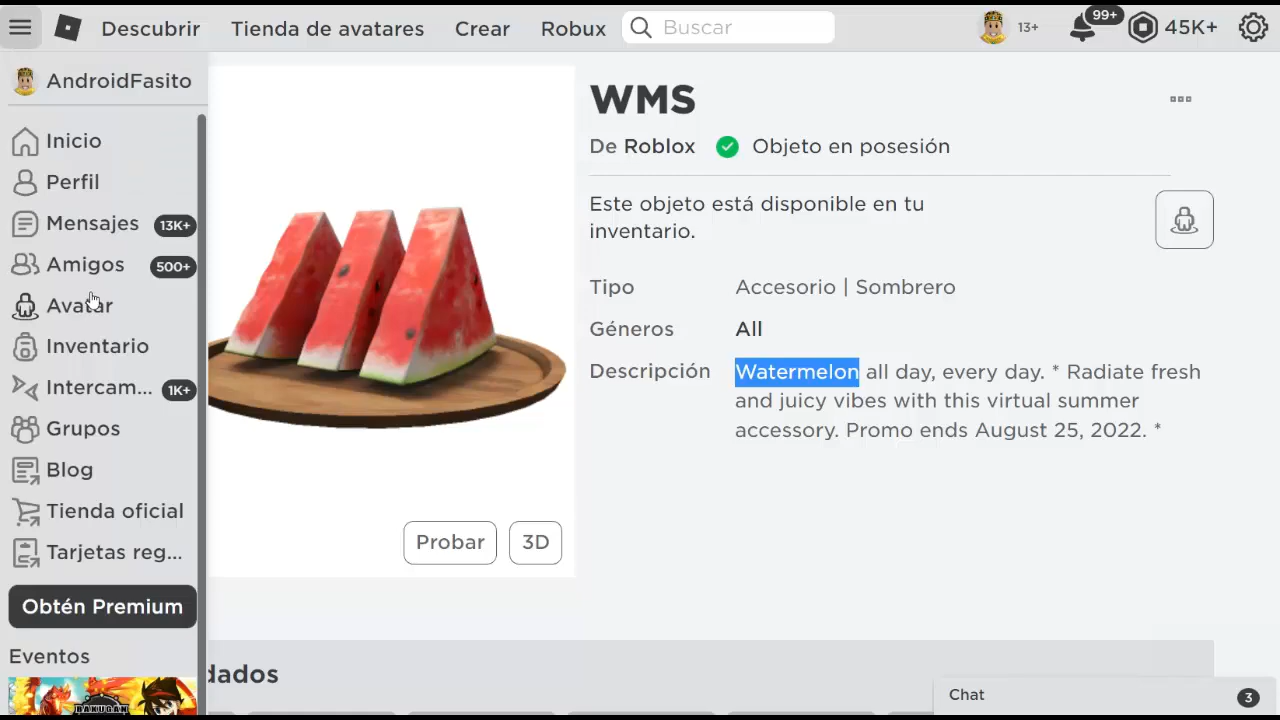 Descubrir
Tienda de avatares
Crear
Robux
Buscar
13+
99+
45K+
AndroidFasito
Inicio
Perfil
Mensajes 13K+
Amigos 500+
Avatar
Inventario
Intercam... 1K+
Grupos
Blog
Tienda oficial
Tarjetas reg...
Obtén Premium
Eventos
BAKUGAN
WMS
De Roblox
Objeto en posesión
Este objeto está disponible en tu
inventario.
Tipo Accesorio | Sombrero
Géneros All
Descripción Watermelon all day, every day. * Radiate fresh
and juicy vibes with this virtual summer
accessory. Promo ends August 25, 2022. *
Probar
3D
dados
Chat 3